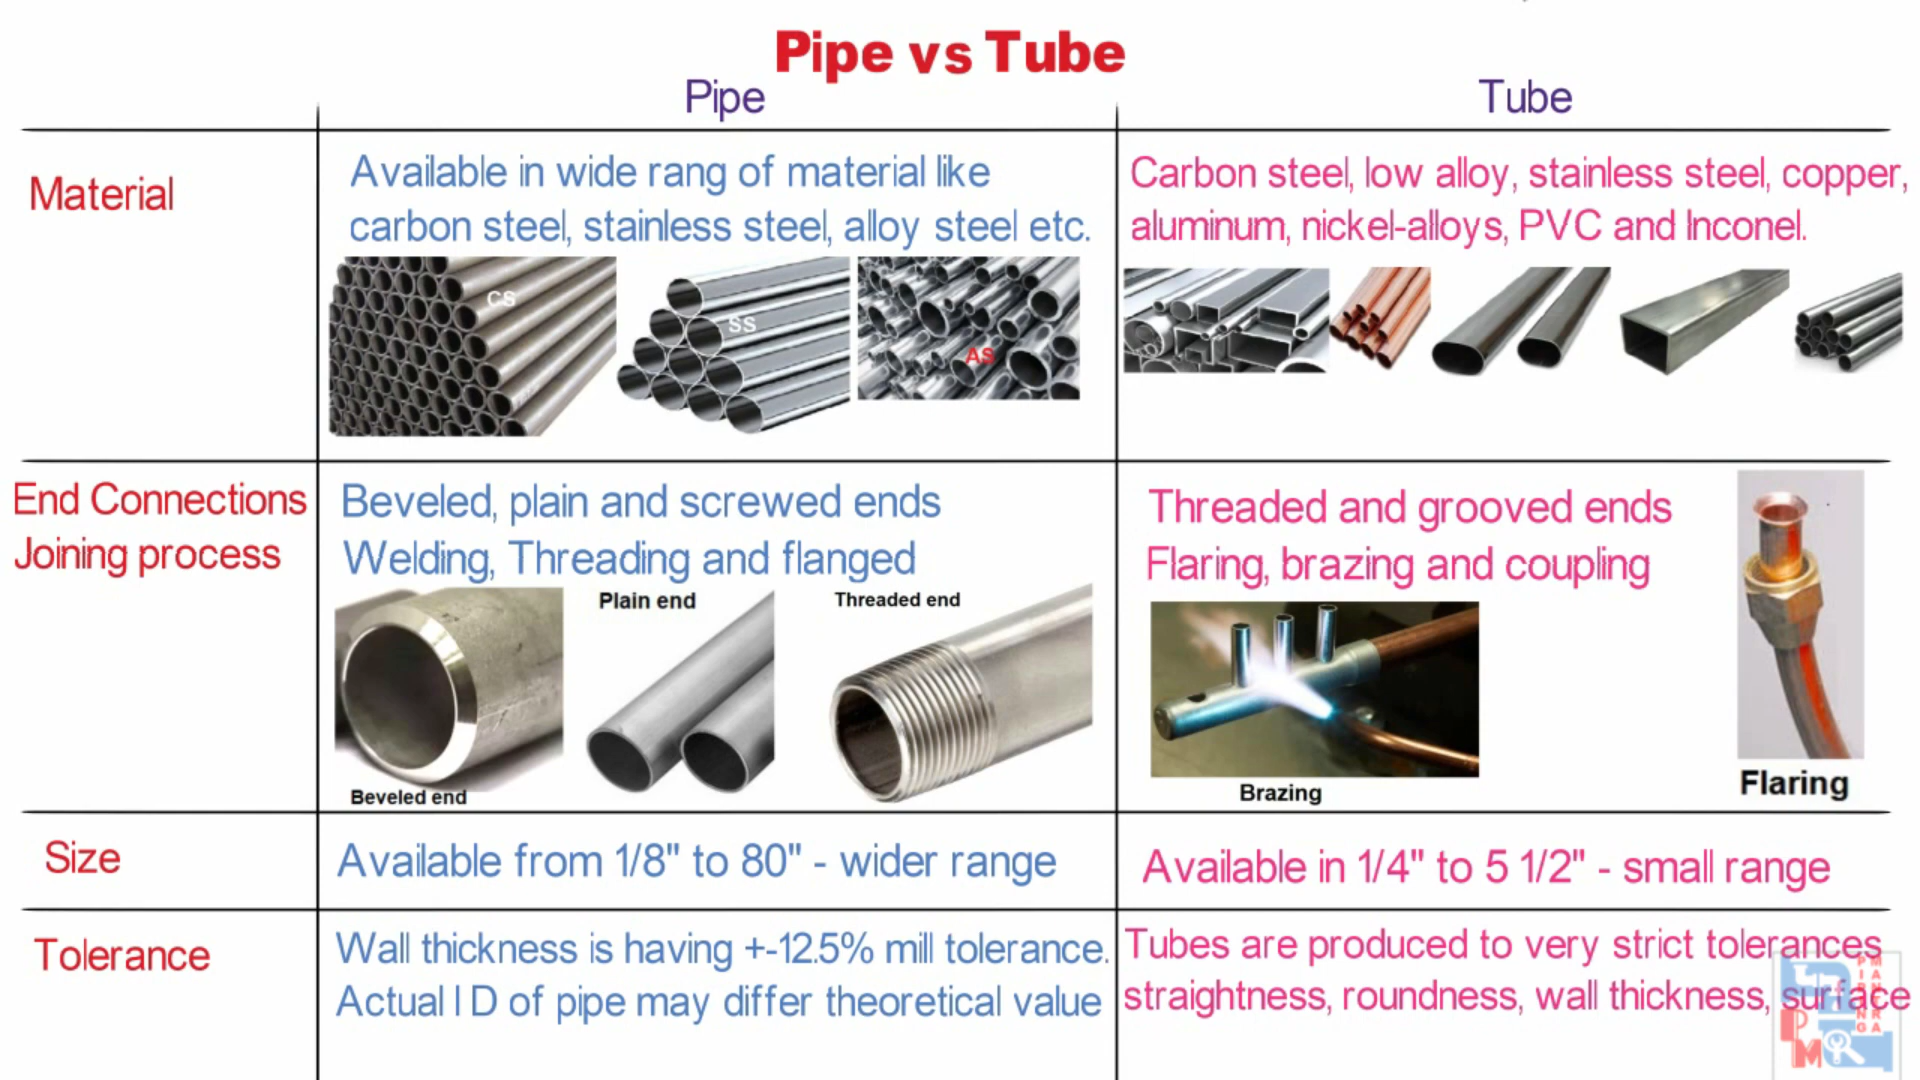 Pipe vs Tube
Pipe
Tube
Material
Available in wide rang of material like
carbon steel, stainless steel, alloy steel etc.
CS
SS
AS
Carbon steel, low alloy, stainless steel, copper,
aluminum, nickel-alloys, PVC and Inconel.
End Connections
Joining process
Beveled, plain and screwed ends
Welding, Threading and flanged
Beveled end
Plain end
Threaded end
Threaded and grooved ends
Flaring, brazing and coupling
Brazing
Flaring
Size
Available from 1/8" to 80" - wider range
Available in 1/4" to 5 1/2" - small range
Tolerance
Wall thickness is having +-12.5% mill tolerance.
Actual I D of pipe may differ theoretical value
Tubes are produced to very strict tolerances
straightness, roundness, wall thickness, surface
PIPING
MANTRA
PM